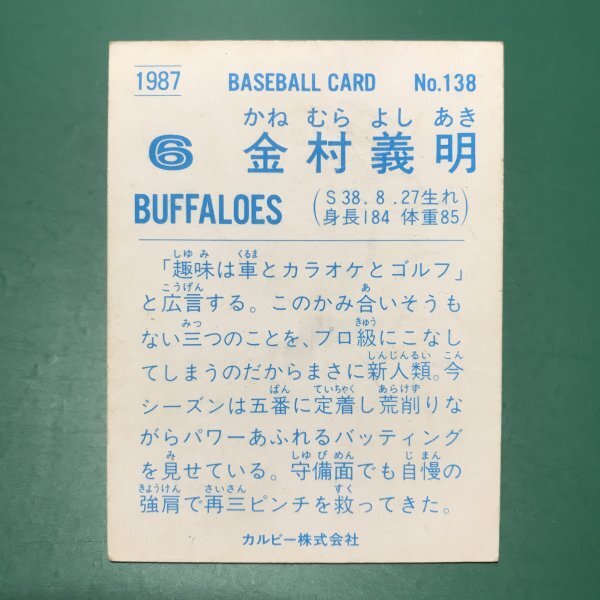 1987 BASEBALL CARD No.138
かね むら よし あき
6 金村義明
BUFFALOES (S38.8.27生れ
身長184 体重85)
しゅみ くるま
「趣味は車とカラオケとゴルフ」
こうげん あ
と広言する。このかみ合いそうも
みつ きゅう
ない三つのことを、プロ級にこなし
しんじんるい こん
てしまうのだからまさに新人類。今
ばん ていちゃく あらけず
シーズンは五番に定着し荒削りな
がらパワーあふれるバッティング
み しゅびめん じまん
を見せている。守備面でも自慢の
きょうけん さいさん すく
強肩で再三ピンチを救ってきた。
カルビー株式会社